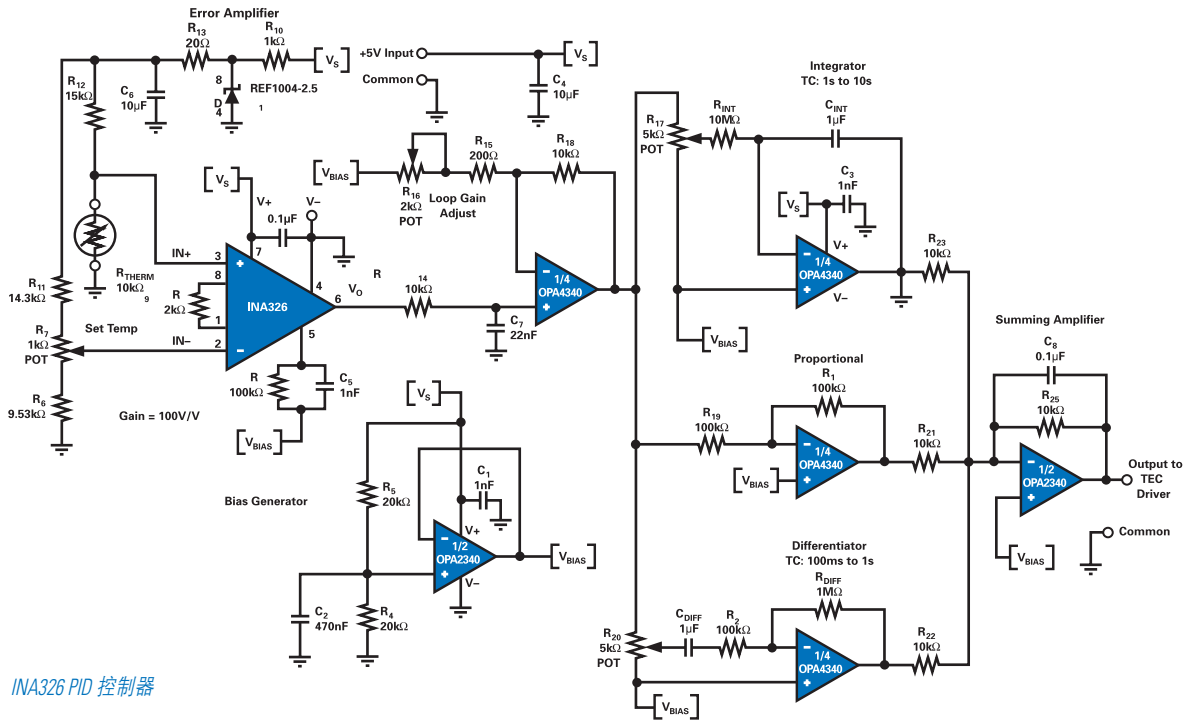 Error Amplifier
R13
20Ω
R10
1kΩ
VS
+5V Input
VS
Common
C4
10µF
R12
15kΩ
C6
10µF
8
D
4
REF1004-2.5
1
Integrator
TC: 1s to 10s
R17
5kΩ
POT
RINT
10MΩ
CINT
1µF
C3
1nF
VS
V+
V–
–
+
1/4
OPA4340
R23
10kΩ
VBIAS
VBIAS
R16
2kΩ
POT
Loop Gain
Adjust
R15
200Ω
R18
10kΩ
VS
V+
0.1µF
V–
7
4
IN+
3
8
1
IN–
2
+
–
INA326
5
6
VO
RTHERM
10kΩ
9
R
2kΩ
R11
14.3kΩ
R7
1kΩ
POT
Set Temp
R6
9.53kΩ
Gain = 100V/V
R
100kΩ
C5
1nF
VBIAS
R
14
10kΩ
C7
22nF
–
+
1/4
OPA4340
Proportional
R1
100kΩ
R19
100kΩ
–
+
1/4
OPA4340
VBIAS
R21
10kΩ
Summing Amplifier
C8
0.1µF
R25
10kΩ
–
+
1/2
OPA2340
VBIAS
Output to
TEC
Driver
Common
Bias Generator
VS
R5
20kΩ
C1
1nF
V+
V–
–
+
1/2
OPA2340
VBIAS
C2
470nF
R4
20kΩ
Differentiator
TC: 100ms to 1s
RDIFF
1MΩ
R20
5kΩ
POT
CDIFF
1µF
R2
100kΩ
–
+
1/4
OPA4340
R22
10kΩ
VBIAS
INA326 PID 控制器